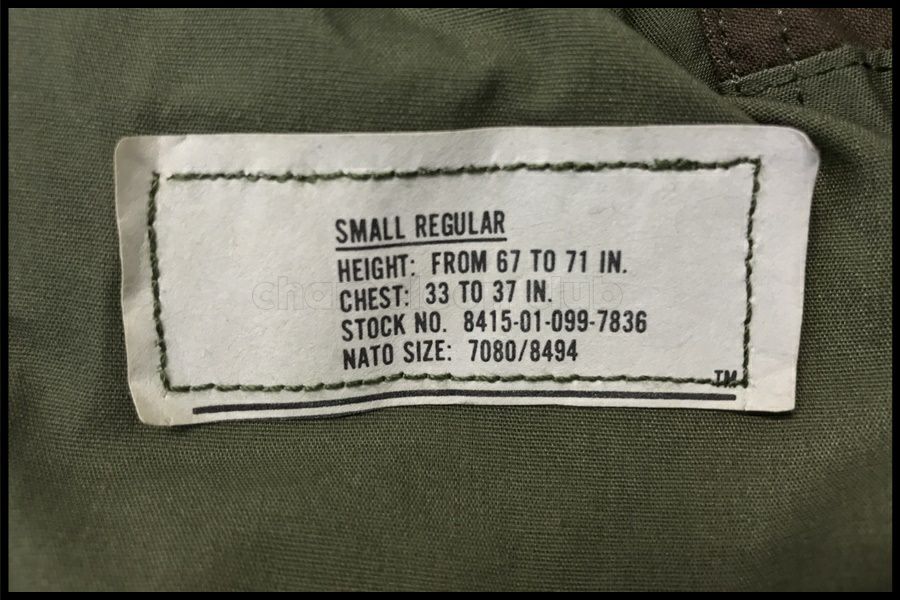 SMALL REGULAR
HEIGHT: FROM 67 TO 71 IN.
CHEST: 33 TO 37 IN.
STOCK NO. 8415-01-099-7836
NATO SIZE: 7080/8494
TM